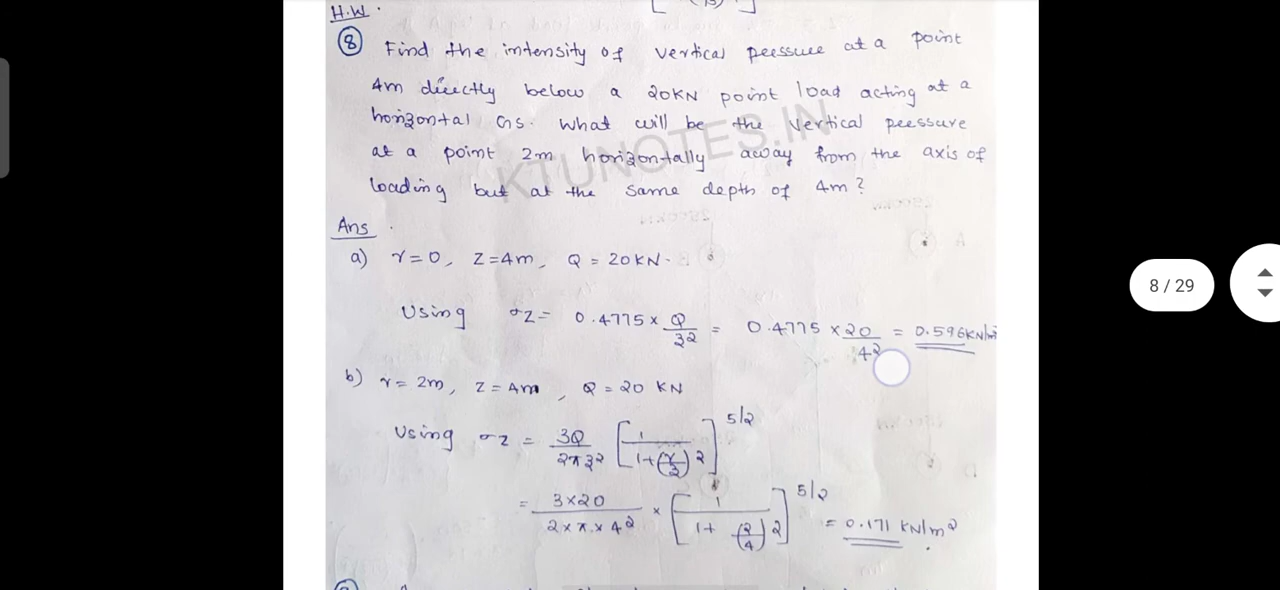 H.W.
⑧ Find the intensity of vertical peessure at a point
4m directly below a 20KN point load acting at a
horizontal GS. What will be the vertical peessure
at a point 2m horizontally away from the axis of
loading but at the same depth of 4m?
KTUNOTES.IN
Ans
a) r=0, Z=4m, Q = 20KN.
Using σz = 0.4775 × Q/z² = 0.4775 × 20/4² = 0.596KN/m²
8 / 29
b) r= 2m, Z=4m, Q=20 KN
Using σz = 3Q/2πz² [1/1+(r/z)²]^5/2
= 3×20/2×π×4² × [1/1+(2/4)²]^5/2 = 0.171 KN/m².